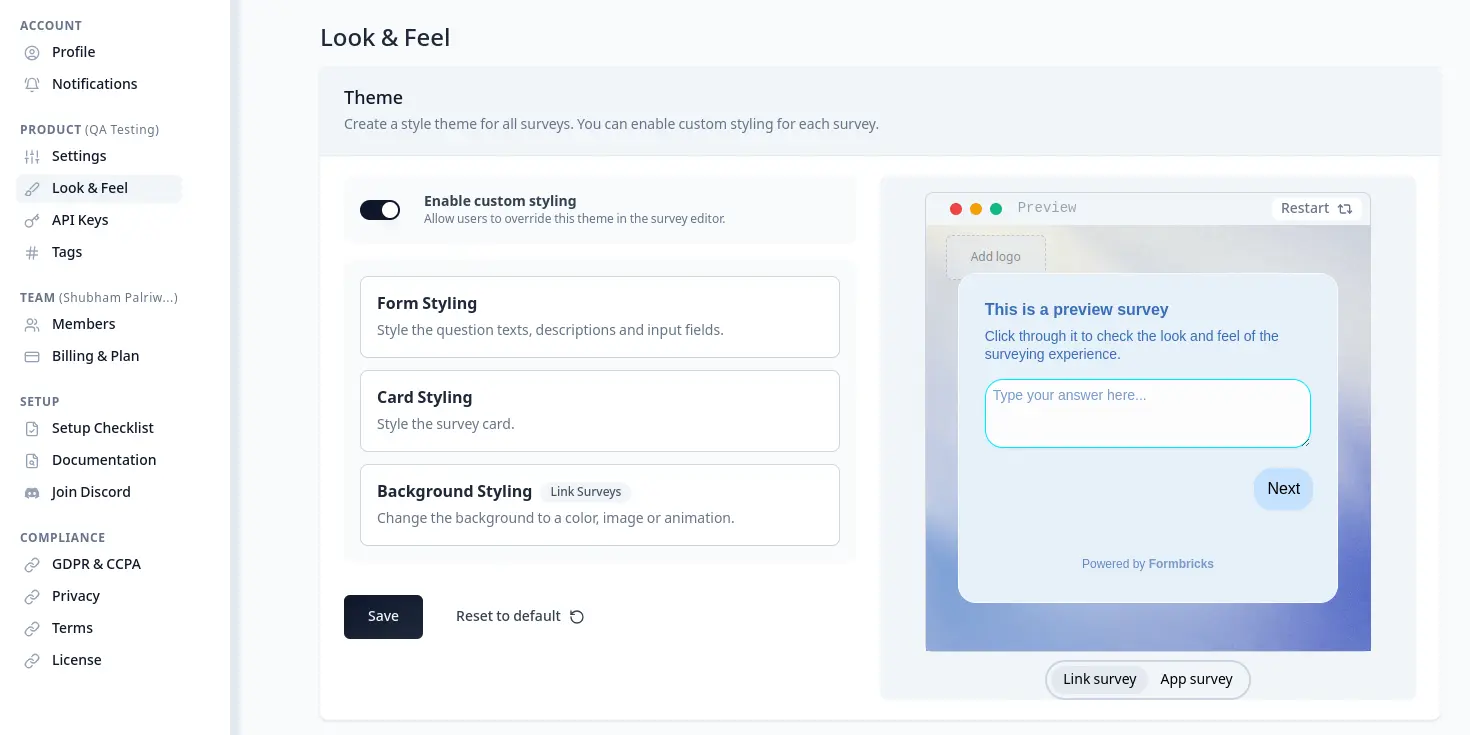 ACCOUNT
Profile
Notifications
PRODUCT (QA Testing)
Settings
Look & Feel
API Keys
Tags
TEAM (Shubham Palriw...)
Members
Billing & Plan
SETUP
Setup Checklist
Documentation
Join Discord
COMPLIANCE
GDPR & CCPA
Privacy
Terms
License
Look & Feel
Theme
Create a style theme for all surveys. You can enable custom styling for each survey.
Enable custom styling
Allow users to override this theme in the survey editor.
Form Styling
Style the question texts, descriptions and input fields.
Card Styling
Style the survey card.
Background Styling Link Surveys
Change the background to a color, image or animation.
Save Reset to default
Preview Restart
Add logo
This is a preview survey
Click through it to check the look and feel of the
surveying experience.
Type your answer here...
Next
Powered by Formbricks
Link survey App survey